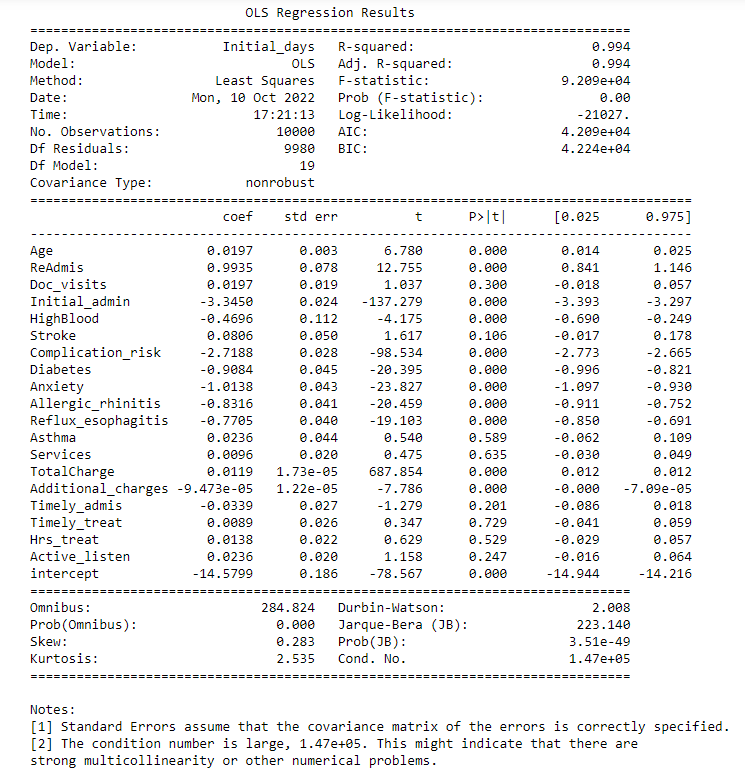 OLS Regression Results
==============================================================================
Dep. Variable: Initial_days R-squared: 0.994
Model: OLS Adj. R-squared: 0.994
Method: Least Squares F-statistic: 9.209e+04
Date: Mon, 10 Oct 2022 Prob (F-statistic): 0.00
Time: 17:21:13 Log-Likelihood: -21027.
No. Observations: 10000 AIC: 4.209e+04
Df Residuals: 9980 BIC: 4.224e+04
Df Model: 19
Covariance Type: nonrobust
======================================================================================
coef std err t P>|t| [0.025 0.975]
--------------------------------------------------------------------------------------
Age 0.0197 0.003 6.780 0.000 0.014 0.025
ReAdmis 0.9935 0.078 12.755 0.000 0.841 1.146
Doc_visits 0.0197 0.019 1.037 0.300 -0.018 0.057
Initial_admin -3.3450 0.024 -137.279 0.000 -3.393 -3.297
HighBlood -0.4696 0.112 -4.175 0.000 -0.690 -0.249
Stroke 0.0806 0.050 1.617 0.106 -0.017 0.178
Complication_risk -2.7188 0.028 -98.534 0.000 -2.773 -2.665
Diabetes -0.9084 0.045 -20.395 0.000 -0.996 -0.821
Anxiety -1.0138 0.043 -23.827 0.000 -1.097 -0.930
Allergic_rhinitis -0.8316 0.041 -20.459 0.000 -0.911 -0.752
Reflux_esophagitis -0.7705 0.040 -19.103 0.000 -0.850 -0.691
Asthma 0.0236 0.044 0.540 0.589 -0.062 0.109
Services 0.0096 0.020 0.475 0.635 -0.030 0.049
TotalCharge 0.0119 1.73e-05 687.854 0.000 0.012 0.012
Additional_charges -9.473e-05 1.22e-05 -7.786 0.000 -0.000 -7.09e-05
Timely_admis -0.0339 0.027 -1.279 0.201 -0.086 0.018
Timely_treat 0.0089 0.026 0.347 0.729 -0.041 0.059
Hrs_treat 0.0138 0.022 0.629 0.529 -0.029 0.057
Active_listen 0.0236 0.020 1.158 0.247 -0.016 0.064
intercept -14.5799 0.186 -78.567 0.000 -14.944 -14.216
==============================================================================
Omnibus: 284.824 Durbin-Watson: 2.008
Prob(Omnibus): 0.000 Jarque-Bera (JB): 223.140
Skew: 0.283 Prob(JB): 3.51e-49
Kurtosis: 2.535 Cond. No. 1.47e+05
==============================================================================
Notes:
[1] Standard Errors assume that the covariance matrix of the errors is correctly specified.
[2] The condition number is large, 1.47e+05. This might indicate that there are
strong multicollinearity or other numerical problems.